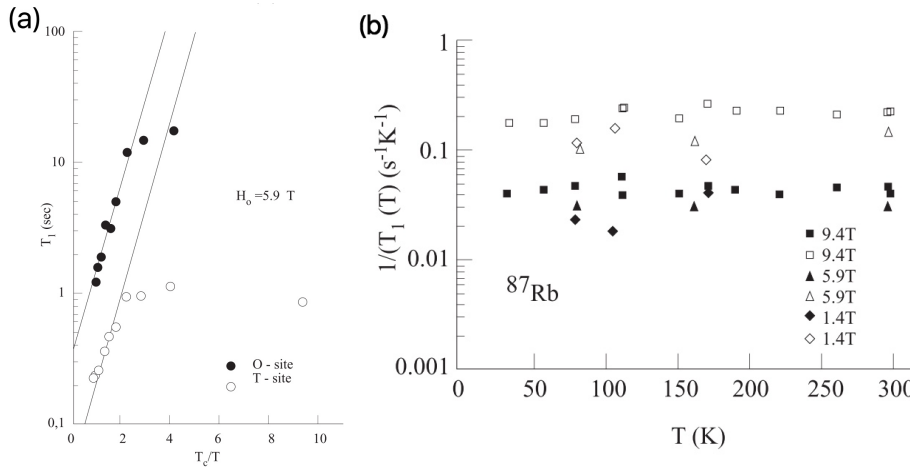 (a)
100
10
1
0,1
T1 (sec)
Ho =5.9 T
O - site
T - site
0 2 4 6 8 10
Tc/T
(b)
1
0.1
0.01
0.001
1/(T1 (T) (s-1K-1)
87Rb
9.4T
9.4T
5.9T
5.9T
1.4T
1.4T
0 50 100 150 200 250 300
T (K)